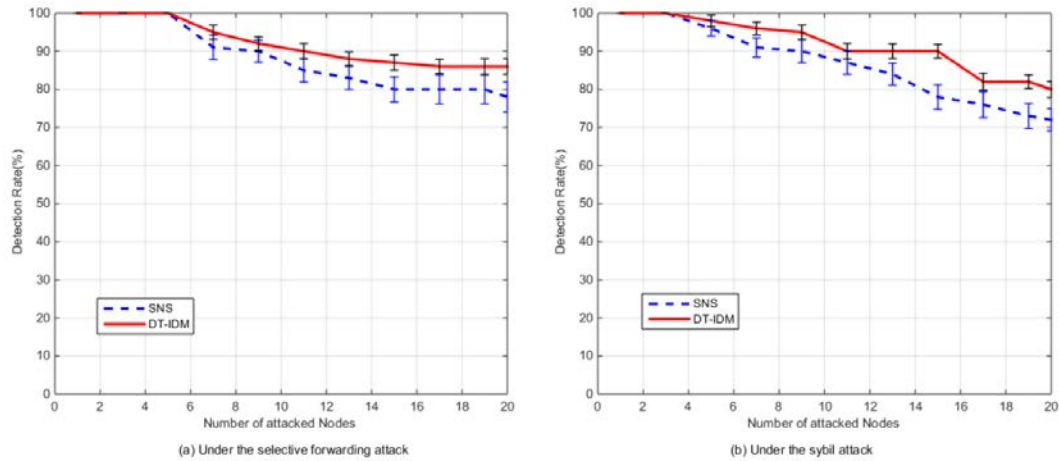 100
90
80
70
60
50
40
30
20
10
0
Detection Rate(%)
SNS
DT-IDM
0 2 4 6 8 10 12 14 16 18 20
Number of attacked Nodes
(a) Under the selective forwarding attack
100
90
80
70
60
50
40
30
20
10
0
Detection Rate(%)
SNS
DT-IDM
0 2 4 6 8 10 12 14 16 18 20
Number of attacked Nodes
(b) Under the sybil attack